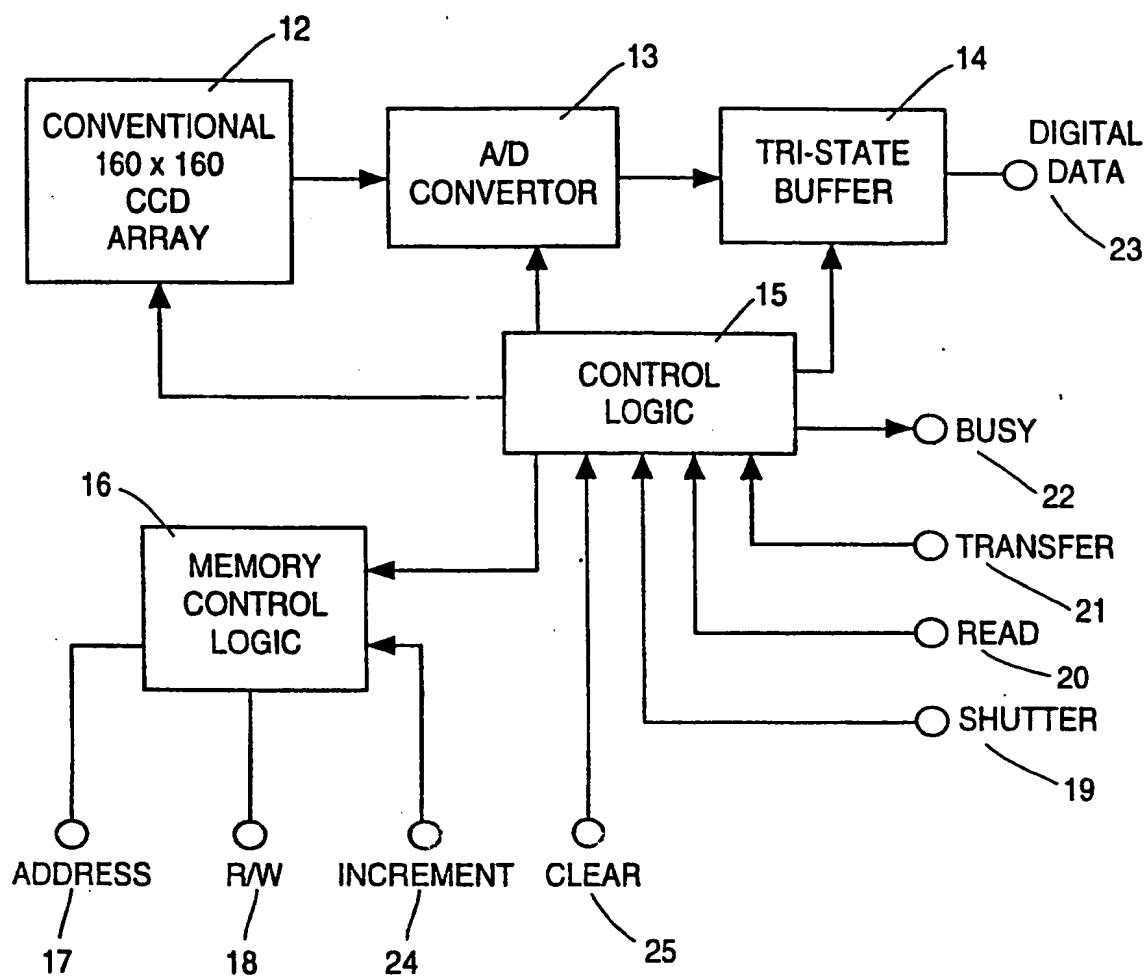 12
13
14
CONVENTIONAL
160 x 160
CCD
ARRAY
A/D
CONVERTOR
TRI-STATE
BUFFER
DIGITAL
DATA
23
15
CONTROL
LOGIC
BUSY
22
16
MEMORY
CONTROL
LOGIC
TRANSFER
21
READ
20
SHUTTER
19
ADDRESS
R/W
INCREMENT
CLEAR
17
18
24
25